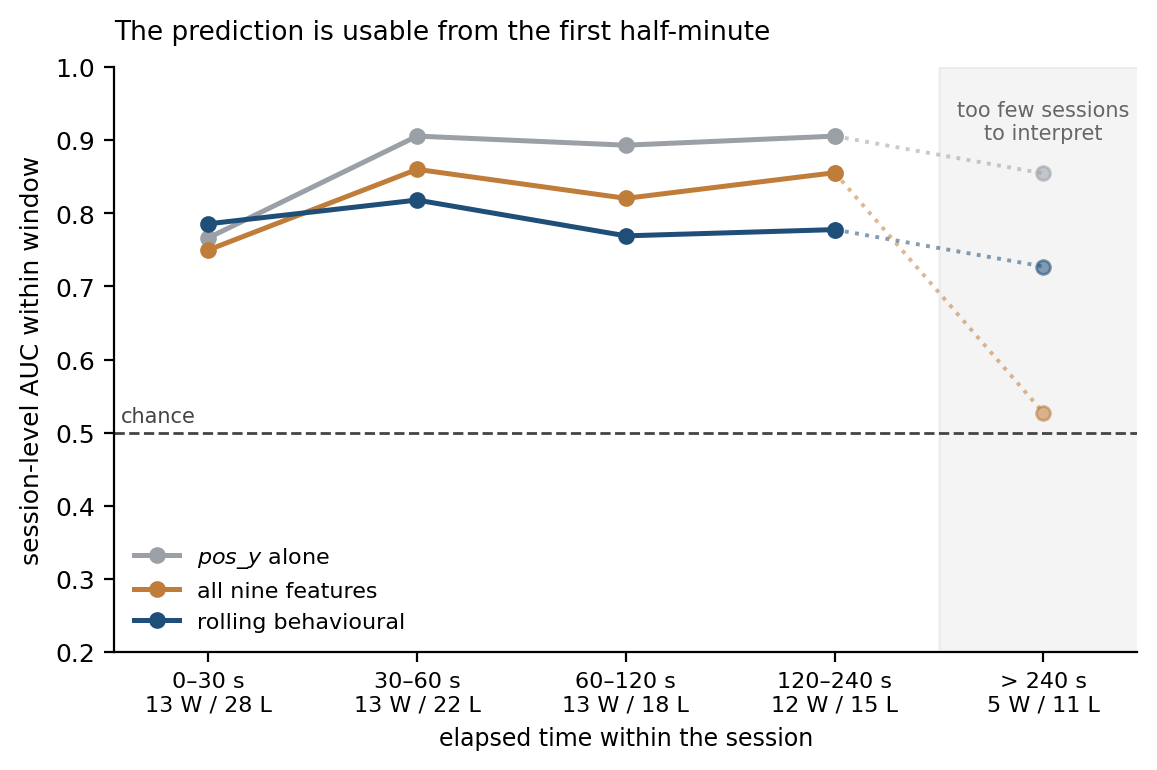 The prediction is usable from the first half-minute
session-level AUC within window
1.0
0.9
0.8
0.7
0.6
0.5
0.4
0.3
0.2
too few sessions
to interpret
chance
pos_y alone
all nine features
rolling behavioural
0–30 s
13 W / 28 L
30–60 s
13 W / 22 L
60–120 s
13 W / 18 L
120–240 s
12 W / 15 L
> 240 s
5 W / 11 L
elapsed time within the session